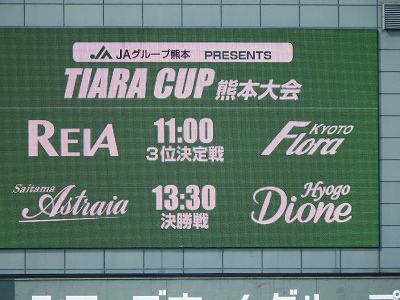 JA JAグループ熊本 PRESENTS
TIARA CUP 熊本大会
REIA 11:00 3位決定戦 KYOTO Flora
Saitama Astraia 13:30 決勝戦 Hyogo Dione